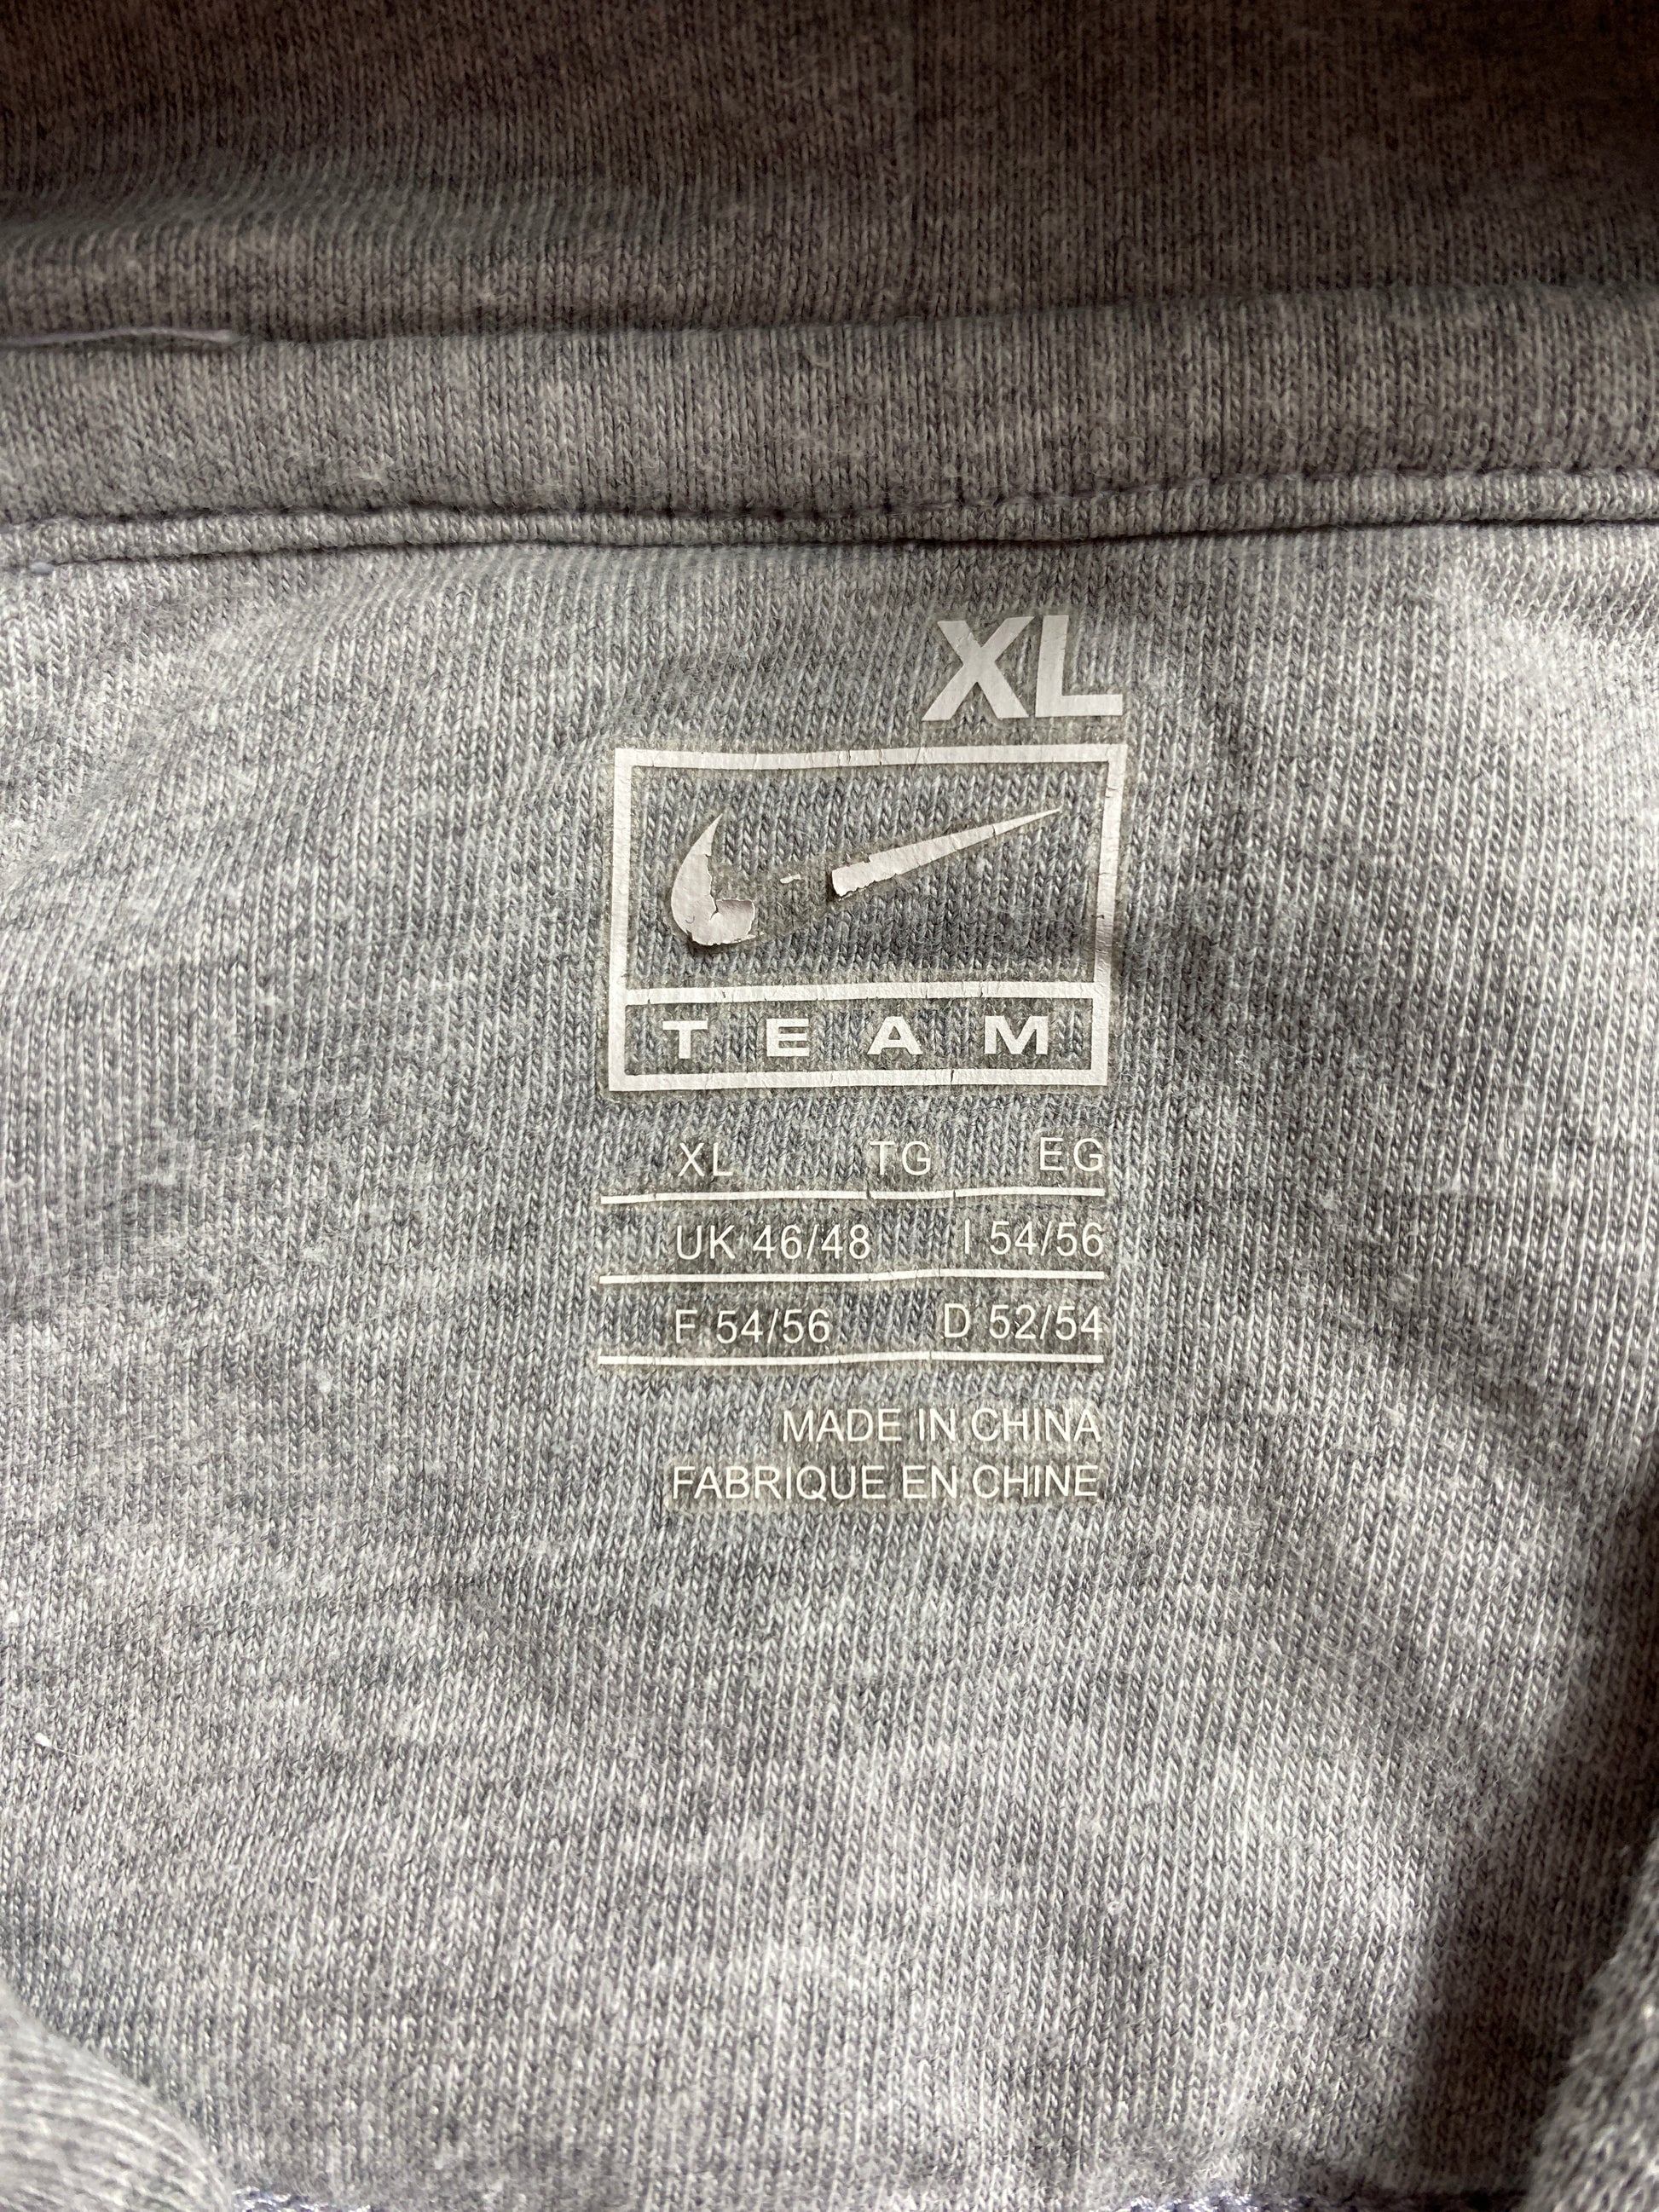 XL
TEAM
XL TG EG
UK 46/48 I 54/56
F 54/56 D 52/54
MADE IN CHINA
FABRIQUE EN CHINE